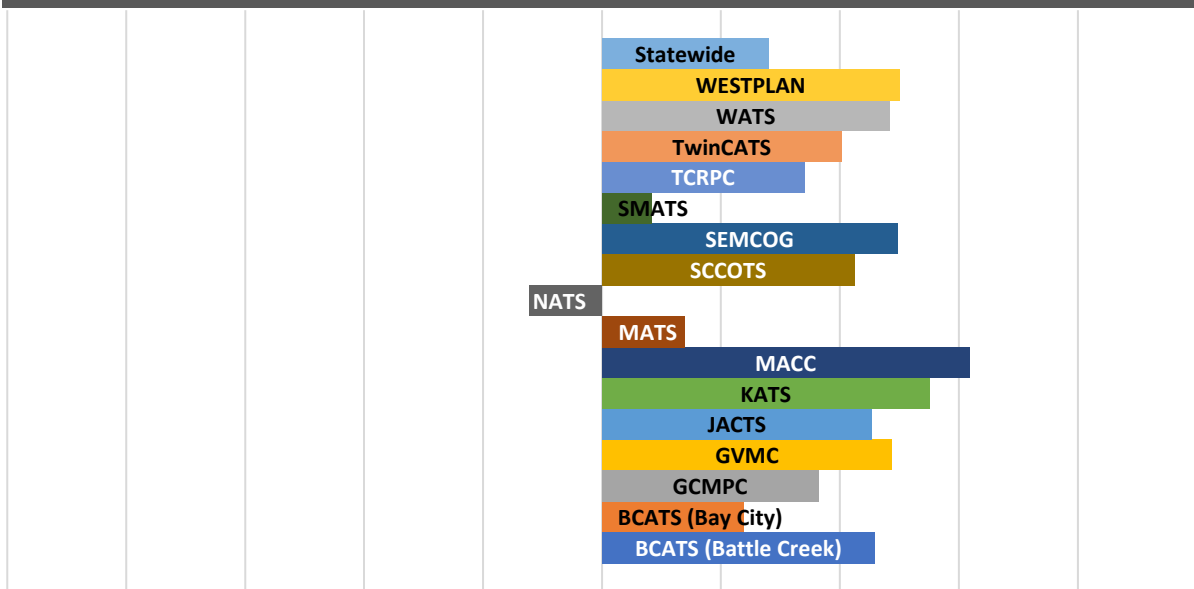 Statewide
WESTPLAN
WATS
TwinCATS
TCRPC
SMATS
SEMCOG
SCCOTS
NATS
MATS
MACC
KATS
JACTS
GVMC
GCMPC
BCATS (Bay City)
BCATS (Battle Creek)